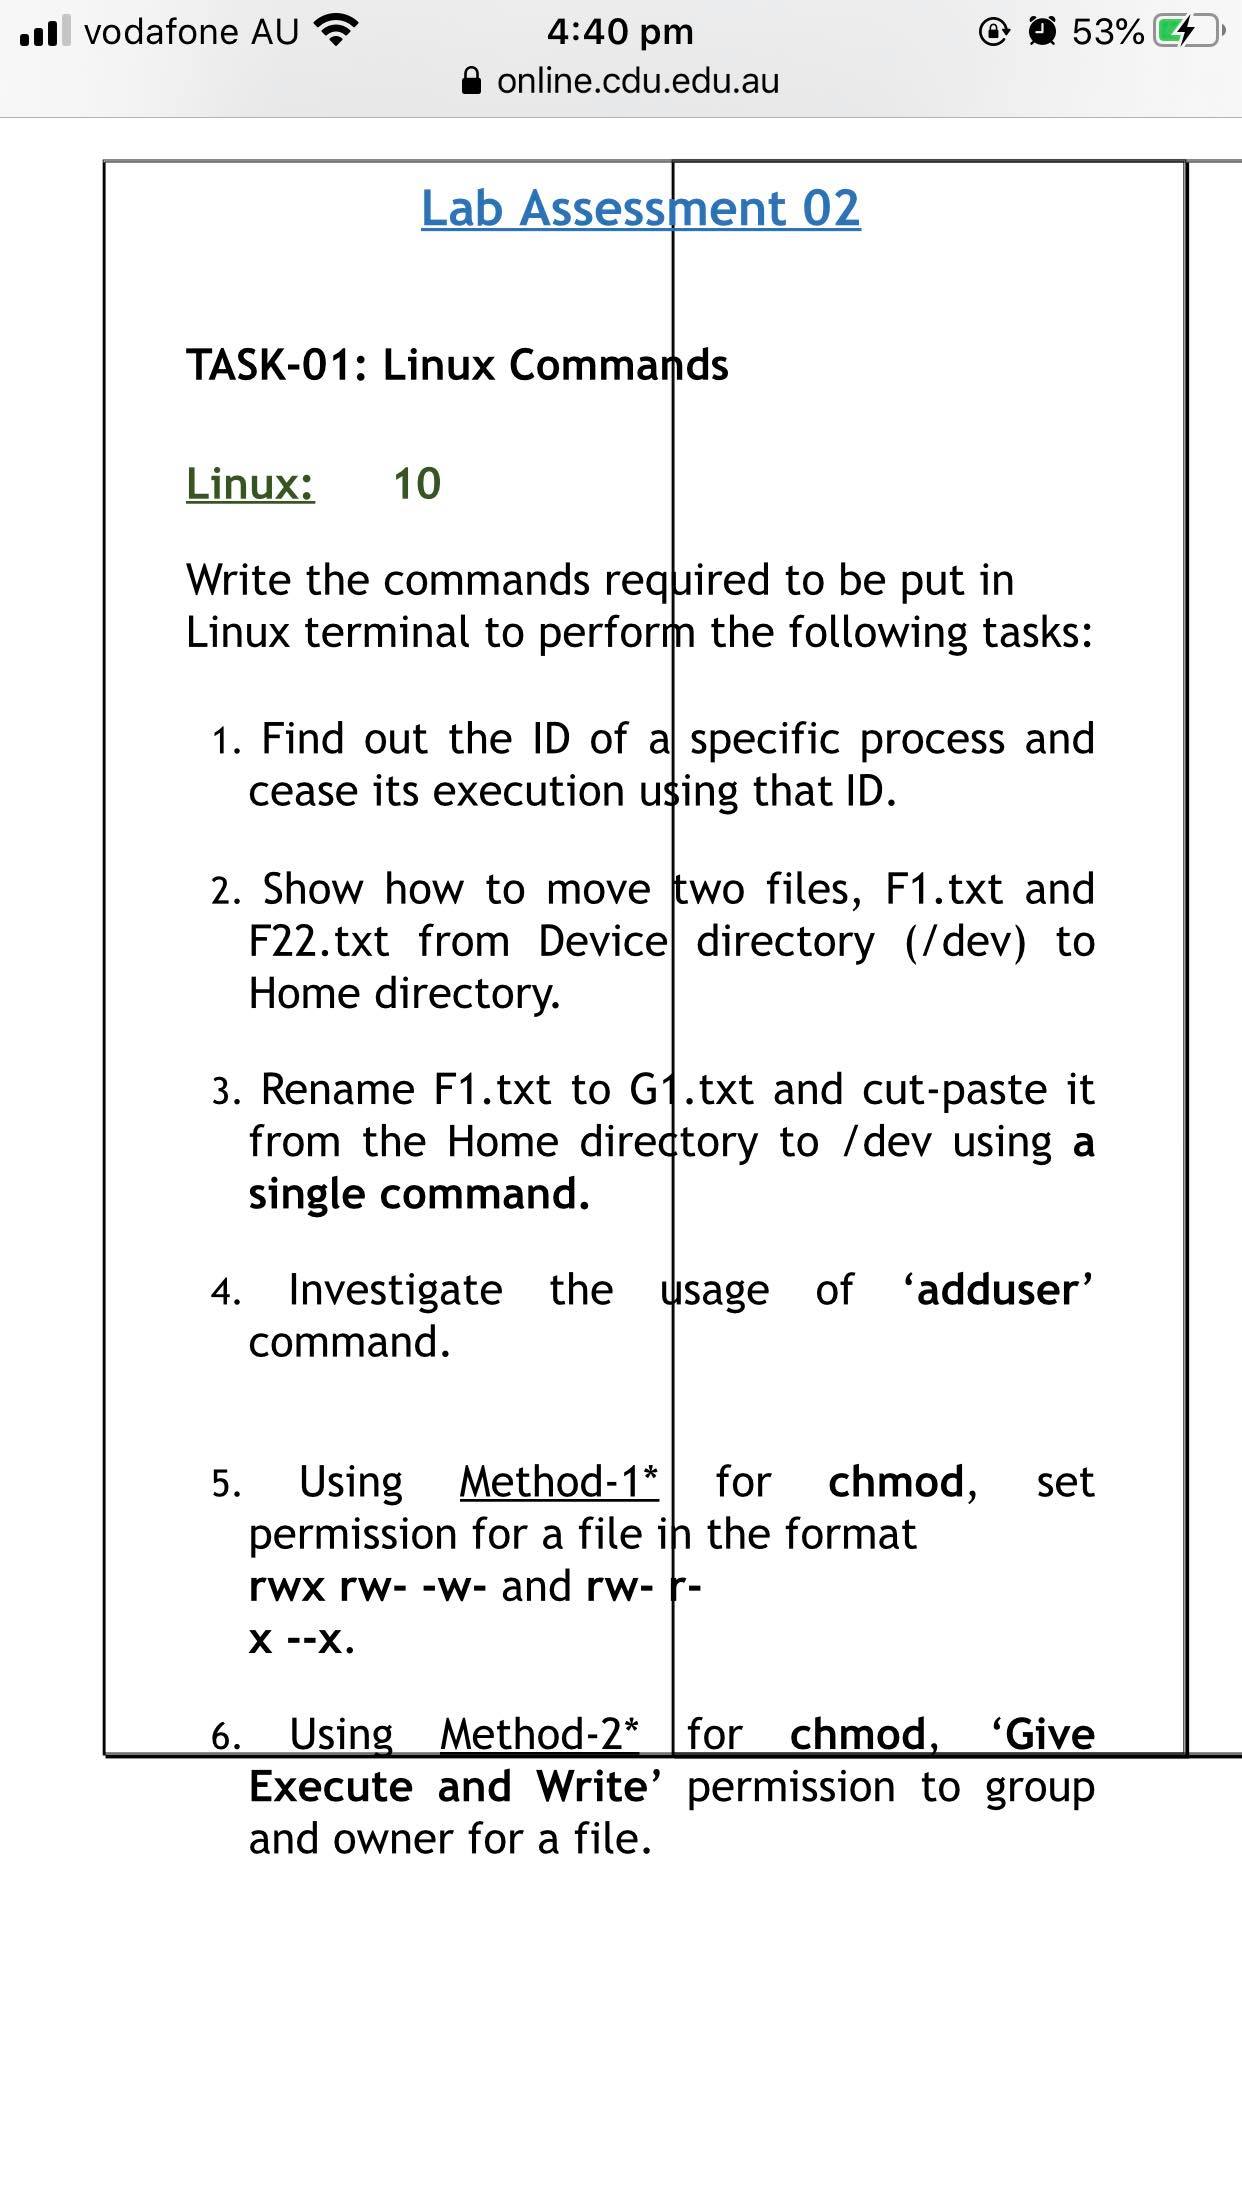 vodafone AU 4:40 pm 53%
online.cdu.edu.au
Lab Assessment 02
TASK-01: Linux Commands
Linux: 10
Write the commands required to be put in
Linux terminal to perform the following tasks:
1. Find out the ID of a specific process and
cease its execution using that ID.
2. Show how to move two files, F1.txt and
F22.txt from Device directory (/dev) to
Home directory.
3. Rename F1.txt to G1.txt and cut-paste it
from the Home directory to /dev using a
single command.
4. Investigate the usage of ‘adduser’
command.
5. Using Method-1* for chmod, set
permission for a file in the format
rwx rw- -w- and rw- r-
x --x.
6. Using Method-2* for chmod, ‘Give
Execute and Write’ permission to group
and owner for a file.